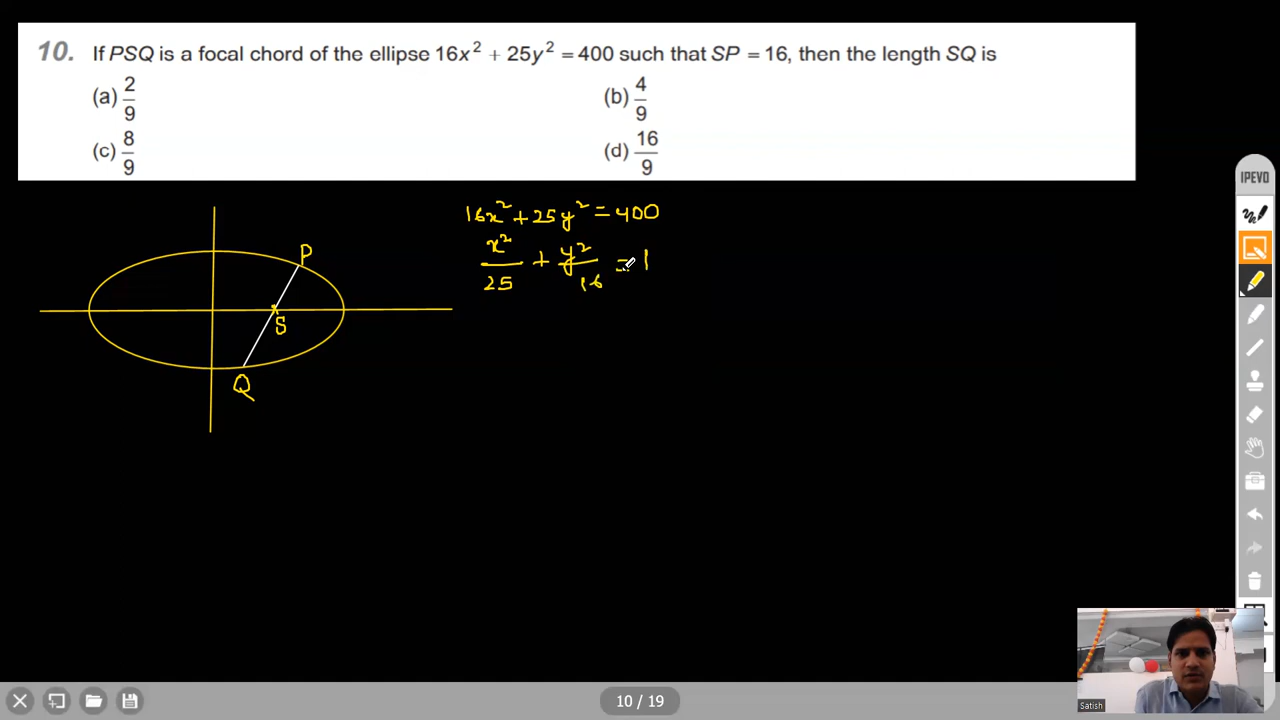 10. If PSQ is a focal chord of the ellipse 16x² + 25y² = 400 such that SP = 16, then the length SQ is
(a) 2/9 (b) 4/9
(c) 8/9 (d) 16/9
16x² + 25y² = 400
x²/25 + y²/16 = 1
P
S
Q
IPEVO
10 / 19
Satish